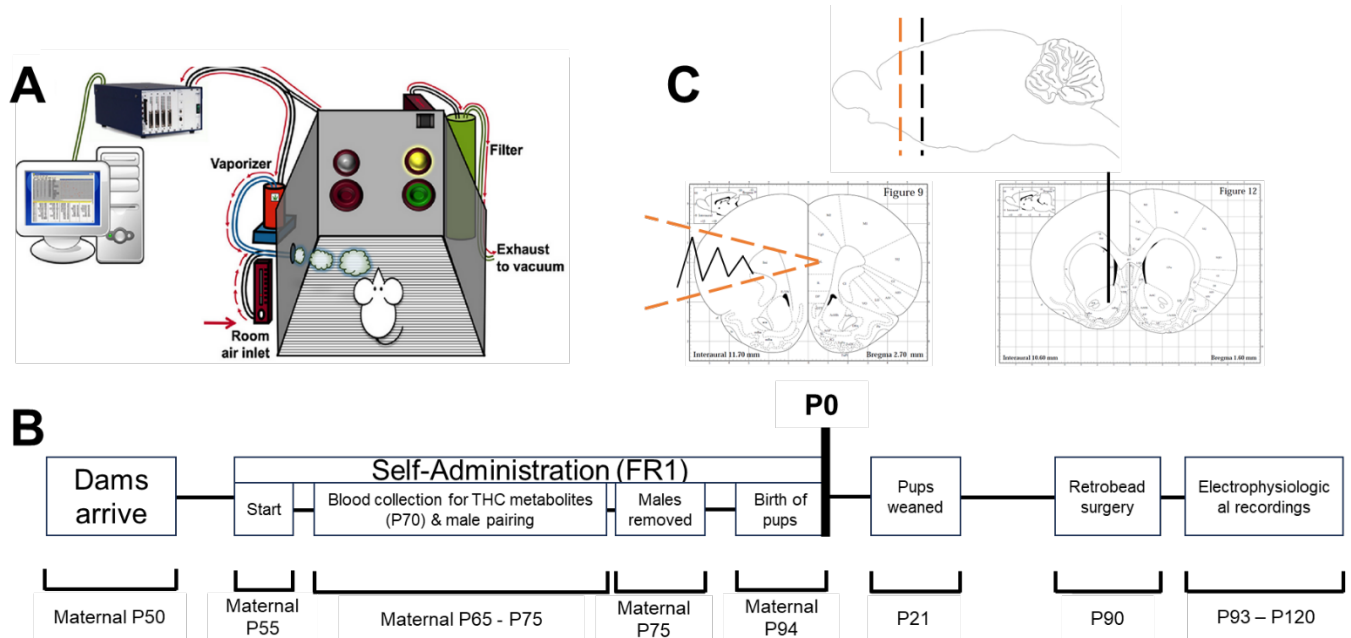 A
Vaporizer
Filter
Exhaust
to vacuum
Room
air inlet
C
Figure 9
Interaural 11.70 mm
Bregma 2.70 mm
Figure 12
Interaural 10.60 mm
Bregma 1.60 mm
B
P0
Dams
arrive
Self-Administration (FR1)
Start
Blood collection for THC metabolites
(P70) & male pairing
Males
removed
Birth of
pups
Pups
weaned
Retrobead
surgery
Electrophysiologic
al recordings
Maternal P50
Maternal
P55
Maternal P65 - P75
Maternal
P75
Maternal
P94
P21
P90
P93 – P120